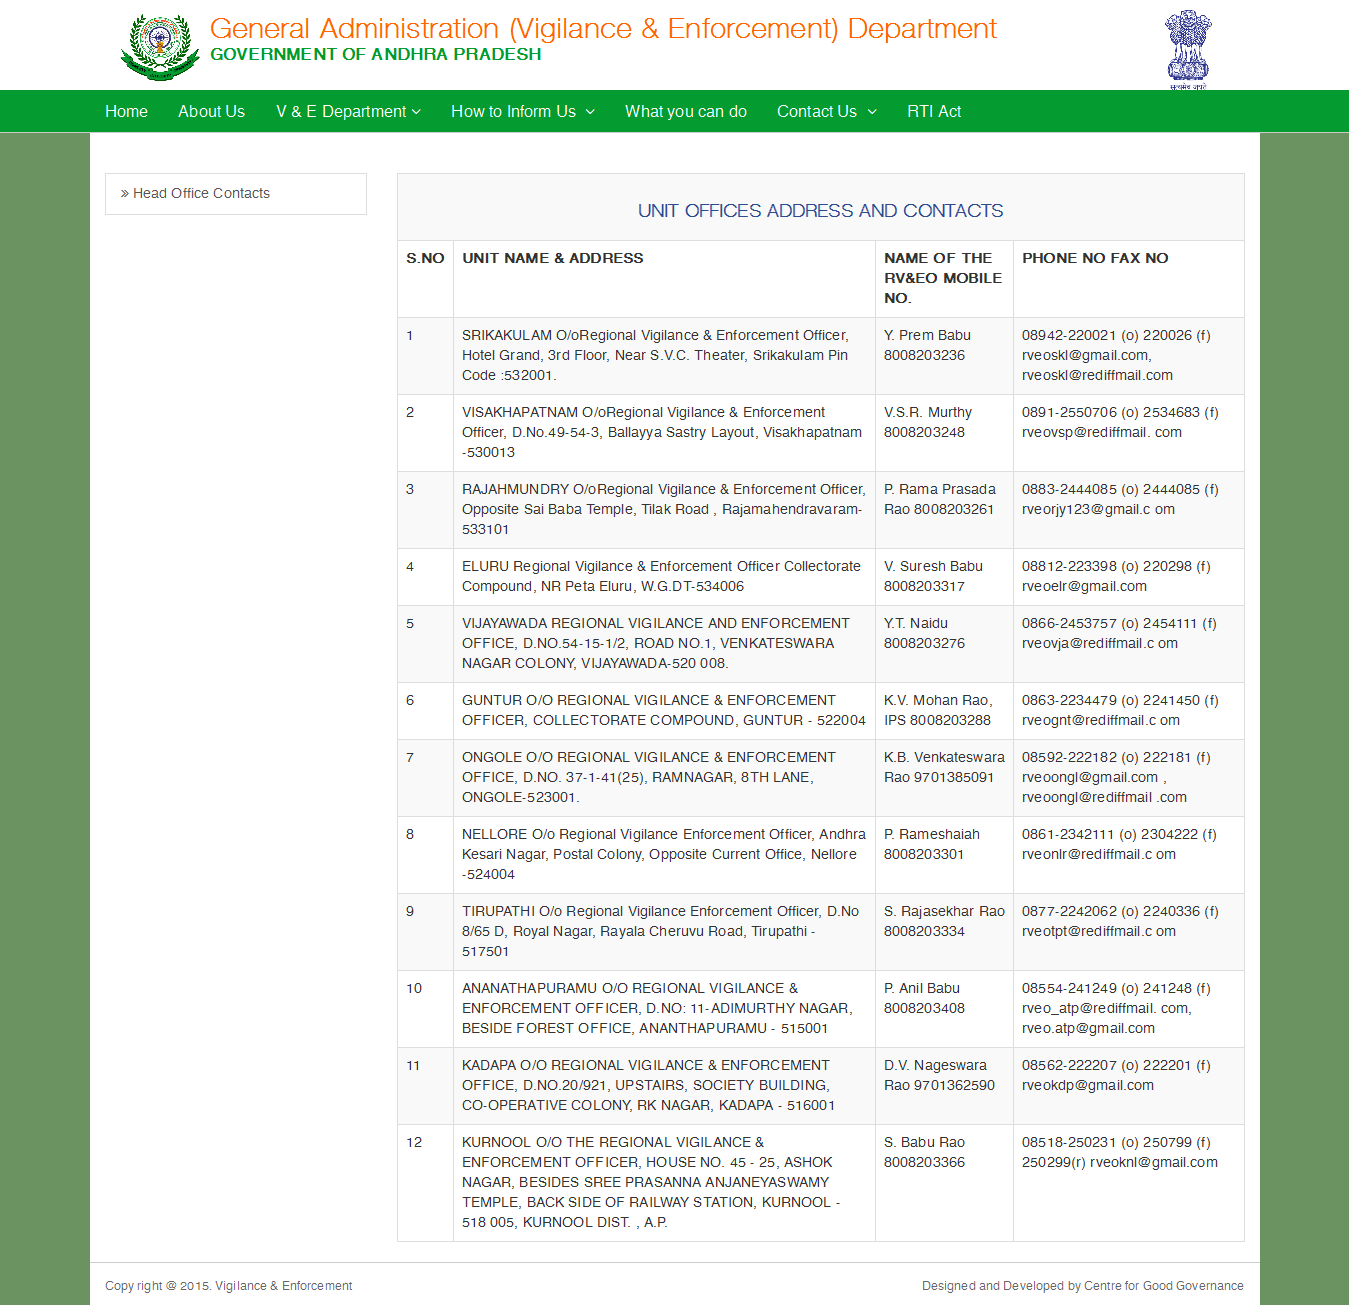 General Administration (Vigilance & Enforcement) Department
GOVERNMENT OF ANDHRA PRADESH
सत्यमेव जयते
Home About Us V & E Department How to Inform Us What you can do Contact Us RTI Act
» Head Office Contacts
UNIT OFFICES ADDRESS AND CONTACTS
S.NO UNIT NAME & ADDRESS NAME OF THE PHONE NO FAX NO
RV&EO MOBILE
NO.
1 SRIKAKULAM O/oRegional Vigilance & Enforcement Officer, Y. Prem Babu 08942-220021 (o) 220026 (f)
Hotel Grand, 3rd Floor, Near S.V.C. Theater, Srikakulam Pin 8008203236 rveoskl@gmail.com,
Code :532001. rveoskl@rediffmail.com
2 VISAKHAPATNAM O/oRegional Vigilance & Enforcement V.S.R. Murthy 0891-2550706 (o) 2534683 (f)
Officer, D.No.49-54-3, Ballayya Sastry Layout, Visakhapatnam 8008203248 rveovsp@rediffmail. com
-530013
3 RAJAHMUNDRY O/oRegional Vigilance & Enforcement Officer, P. Rama Prasada 0883-2444085 (o) 2444085 (f)
Opposite Sai Baba Temple, Tilak Road , Rajamahendravaram- Rao 8008203261 rveorjy123@gmail.c om
533101
4 ELURU Regional Vigilance & Enforcement Officer Collectorate V. Suresh Babu 08812-223398 (o) 220298 (f)
Compound, NR Peta Eluru, W.G.DT-534006 8008203317 rveoelr@gmail.com
5 VIJAYAWADA REGIONAL VIGILANCE AND ENFORCEMENT Y.T. Naidu 0866-2453757 (o) 2454111 (f)
OFFICE, D.NO.54-15-1/2, ROAD NO.1, VENKATESWARA 8008203276 rveovja@rediffmail.c om
NAGAR COLONY, VIJAYAWADA-520 008.
6 GUNTUR O/O REGIONAL VIGILANCE & ENFORCEMENT K.V. Mohan Rao, 0863-2234479 (o) 2241450 (f)
OFFICER, COLLECTORATE COMPOUND, GUNTUR - 522004 IPS 8008203288 rveognt@rediffmail.c om
7 ONGOLE O/O REGIONAL VIGILANCE & ENFORCEMENT K.B. Venkateswara 08592-222182 (o) 222181 (f)
OFFICE, D.NO. 37-1-41(25), RAMNAGAR, 8TH LANE, Rao 9701385091 rveoongl@gmail.com ,
ONGOLE-523001. rveoongl@rediffmail .com
8 NELLORE O/o Regional Vigilance Enforcement Officer, Andhra P. Rameshaiah 0861-2342111 (o) 2304222 (f)
Kesari Nagar, Postal Colony, Opposite Current Office, Nellore 8008203301 rveonlr@rediffmail.c om
-524004
9 TIRUPATHI O/o Regional Vigilance Enforcement Officer, D.No S. Rajasekhar Rao 0877-2242062 (o) 2240336 (f)
8/65 D, Royal Nagar, Rayala Cheruvu Road, Tirupathi - 8008203334 rveotpt@rediffmail.c om
517501
10 ANANATHAPURAMU O/O REGIONAL VIGILANCE & P. Anil Babu 08554-241249 (o) 241248 (f)
ENFORCEMENT OFFICER, D.NO: 11-ADIMURTHY NAGAR, 8008203408 rveo_atp@rediffmail. com,
BESIDE FOREST OFFICE, ANANTHAPURAMU - 515001 rveo.atp@gmail.com
11 KADAPA O/O REGIONAL VIGILANCE & ENFORCEMENT D.V. Nageswara 08562-222207 (o) 222201 (f)
OFFICE, D.NO.20/921, UPSTAIRS, SOCIETY BUILDING, Rao 9701362590 rveokdp@gmail.com
CO-OPERATIVE COLONY, RK NAGAR, KADAPA - 516001
12 KURNOOL O/O THE REGIONAL VIGILANCE & S. Babu Rao 08518-250231 (o) 250799 (f)
ENFORCEMENT OFFICER, HOUSE NO. 45 - 25, ASHOK 8008203366 250299(r) rveoknl@gmail.com
NAGAR, BESIDES SREE PRASANNA ANJANEYASWAMY
TEMPLE, BACK SIDE OF RAILWAY STATION, KURNOOL -
518 005, KURNOOL DIST. , A.P.
Copy right @ 2015. Vigilance & Enforcement Designed and Developed by Centre for Good Governance